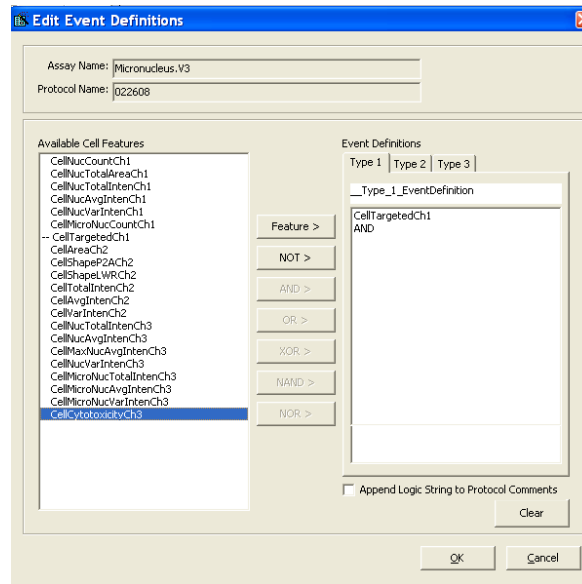 Edit Event Definitions
Assay Name: Micronucleus.V3
Protocol Name: 022608
Available Cell Features
CellNucCountCh1
CellNucTotalAreaCh1
CellNucTotalIntenCh1
CellNucAvgIntenCh1
CellNucVarIntenCh1
CellMicroNucCountCh1
-- CellTargetedCh1
CellAreaCh2
CellShapeP2ACh2
CellShapeLWRCh2
CellTotalIntenCh2
CellAvgIntenCh2
CellVarIntenCh2
CellNucTotalIntenCh3
CellNucAvgIntenCh3
CellMaxNucAvgIntenCh3
CellNucVarIntenCh3
CellMicroNucTotalIntenCh3
CellMicroNucAvgIntenCh3
CellMicroNucVarIntenCh3
CellCytotoxicityCh3
Feature >
NOT >
AND >
OR >
XOR >
NAND >
NOR >
Event Definitions
Type 1 Type 2 Type 3
__Type_1_EventDefinition
CellTargetedCh1
AND
Append Logic String to Protocol Comments
Clear
OK Cancel